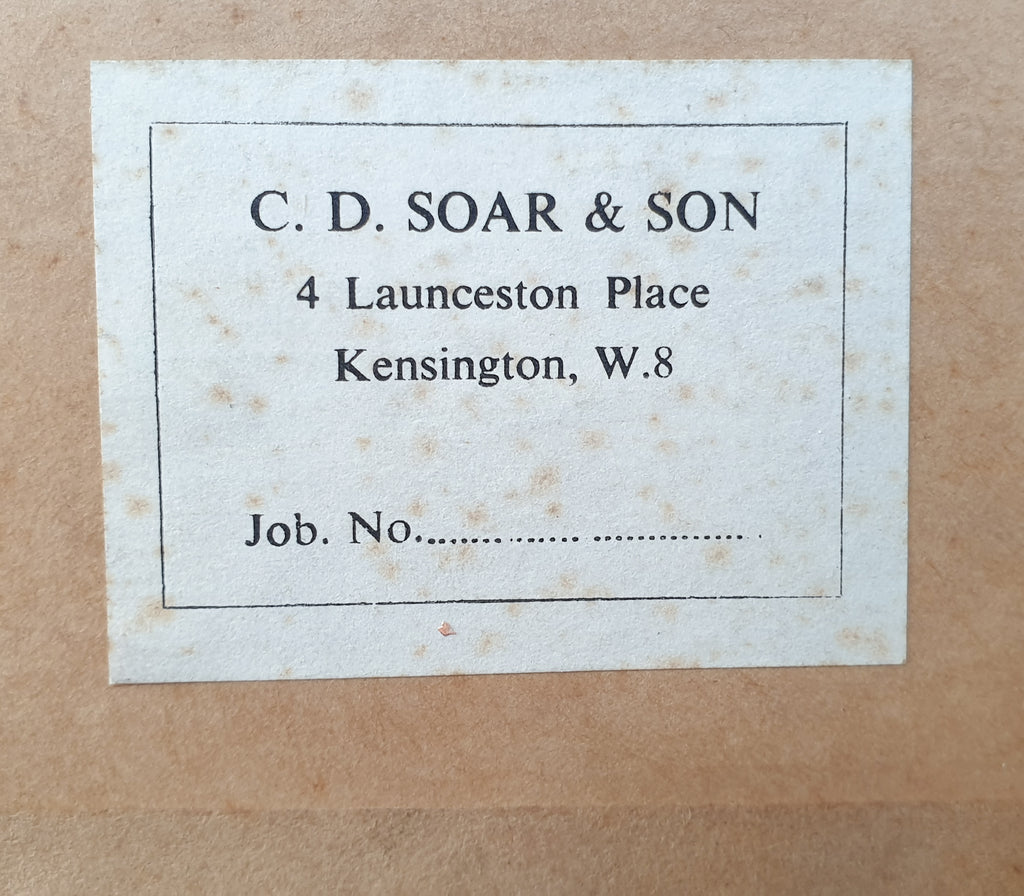 C. D. SOAR & SON
4 Launceston Place
Kensington, W.8
Job. No...................................